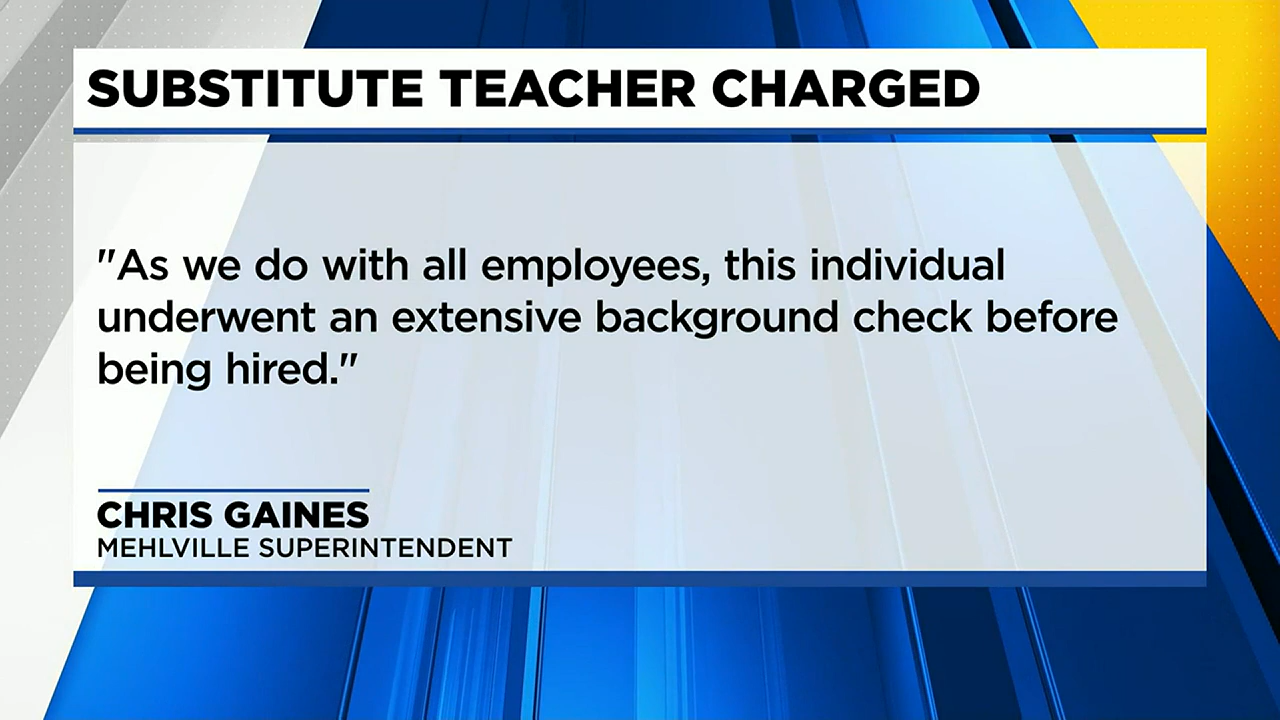 SUBSTITUTE TEACHER CHARGED
"As we do with all employees, this individual
underwent an extensive background check before
being hired."
CHRIS GAINES
MEHLVILLE SUPERINTENDENT